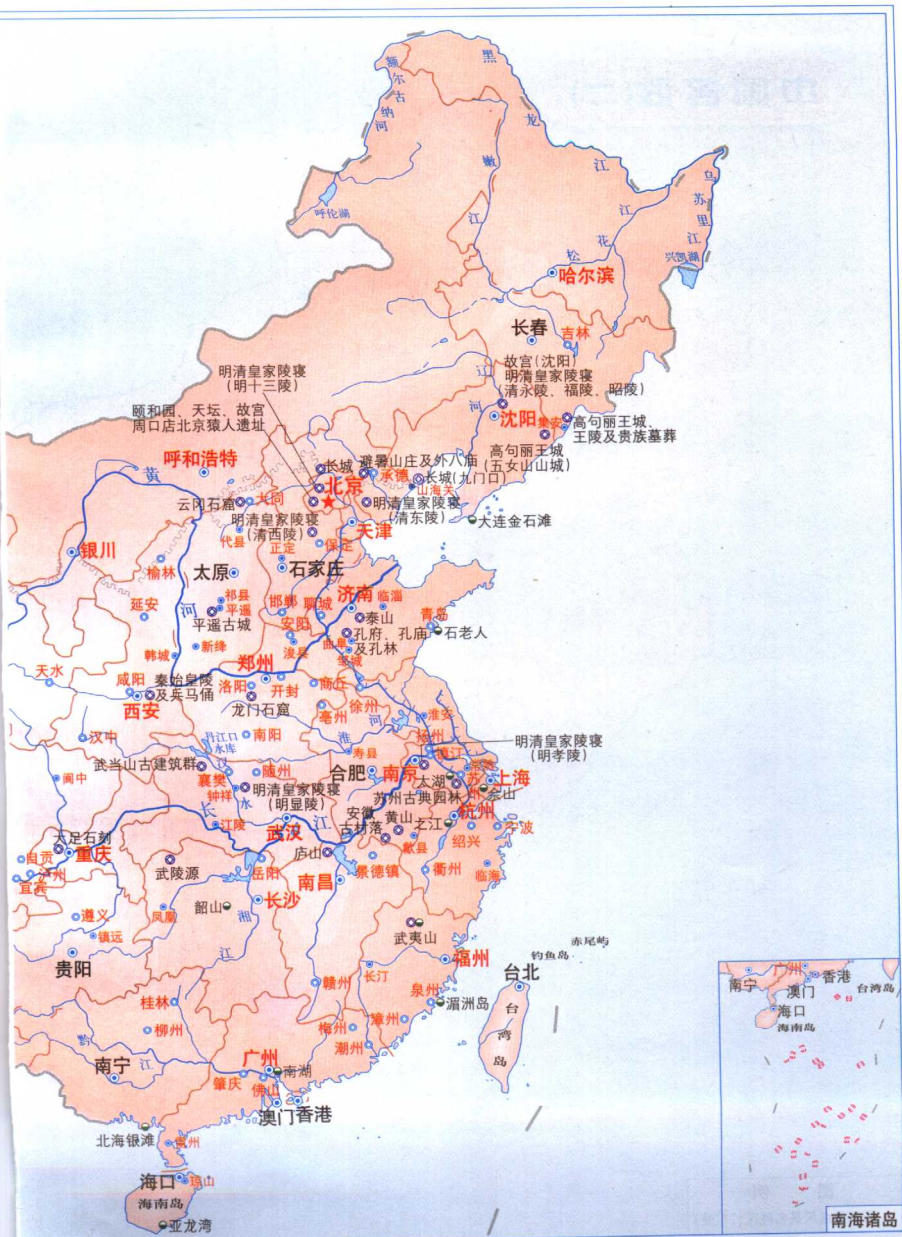 额尔古纳河
黑龙江
嫩江
乌苏里江
呼伦湖
松花江
兴凯湖
哈尔滨
长春
吉林
辽河
故宫(沈阳)
明清皇家陵寝
(清永陵、福陵、昭陵)
明清皇家陵寝
(明十三陵)
颐和园、天坛、故宫
周口店北京猿人遗址
沈阳
集安
高句丽王城、
王陵及贵族墓葬
高句丽王城
(五女山山城)
呼和浩特
黄河
长城
避暑山庄及外八庙
承德
长城(九门口)
山海关
北京
云冈石窟
大同
明清皇家陵寝
(清西陵)
明清皇家陵寝
(清东陵)
大连金石滩
天津
代县
保定
正定
银川
榆林
太原
石家庄
延安
祁县
平遥
平遥古城
邯郸
聊城
济南
临淄
泰山
青岛
石老人
安阳
浚县
曲阜
孔府、孔庙
及孔林
邹城
新绛
韩城
天水
咸阳
秦始皇陵
及兵马俑
西安
郑州
洛阳
开封
商丘
龙门石窟
徐州
亳州
淮河
淮安
汉中
丹江口
水库
南阳
扬州
镇江
明清皇家陵寝
(明孝陵)
武当山古建筑群
寿县
合肥
南京
常熟
上海
阆中
襄樊
随州
太湖
苏州
佘山
钟祥
汉水
明清皇家陵寝
(明显陵)
苏州古典园林
长江
江陵
武汉
安徽
古村落
黄山
之江
杭州
绍兴
宁波
大足石刻
重庆
自贡
泸州
宜宾
武陵源
岳阳
庐山
歙县
景德镇
衢州
临海
南昌
长沙
遵义
凤凰
韶山
湘江
镇远
武夷山
贵阳
福州
钓鱼岛
赤尾屿
台北
台湾岛
赣州
长汀
泉州
湄洲岛
桂林
柳州
梅州
漳州
潮州
黔江
南宁
广州
南湖
肇庆
佛山
澳门
香港
北海银滩
雷州
海口
琼山
海南岛
亚龙湾
南宁
广州
香港
澳门
台湾岛
海口
海南岛
南海诸岛